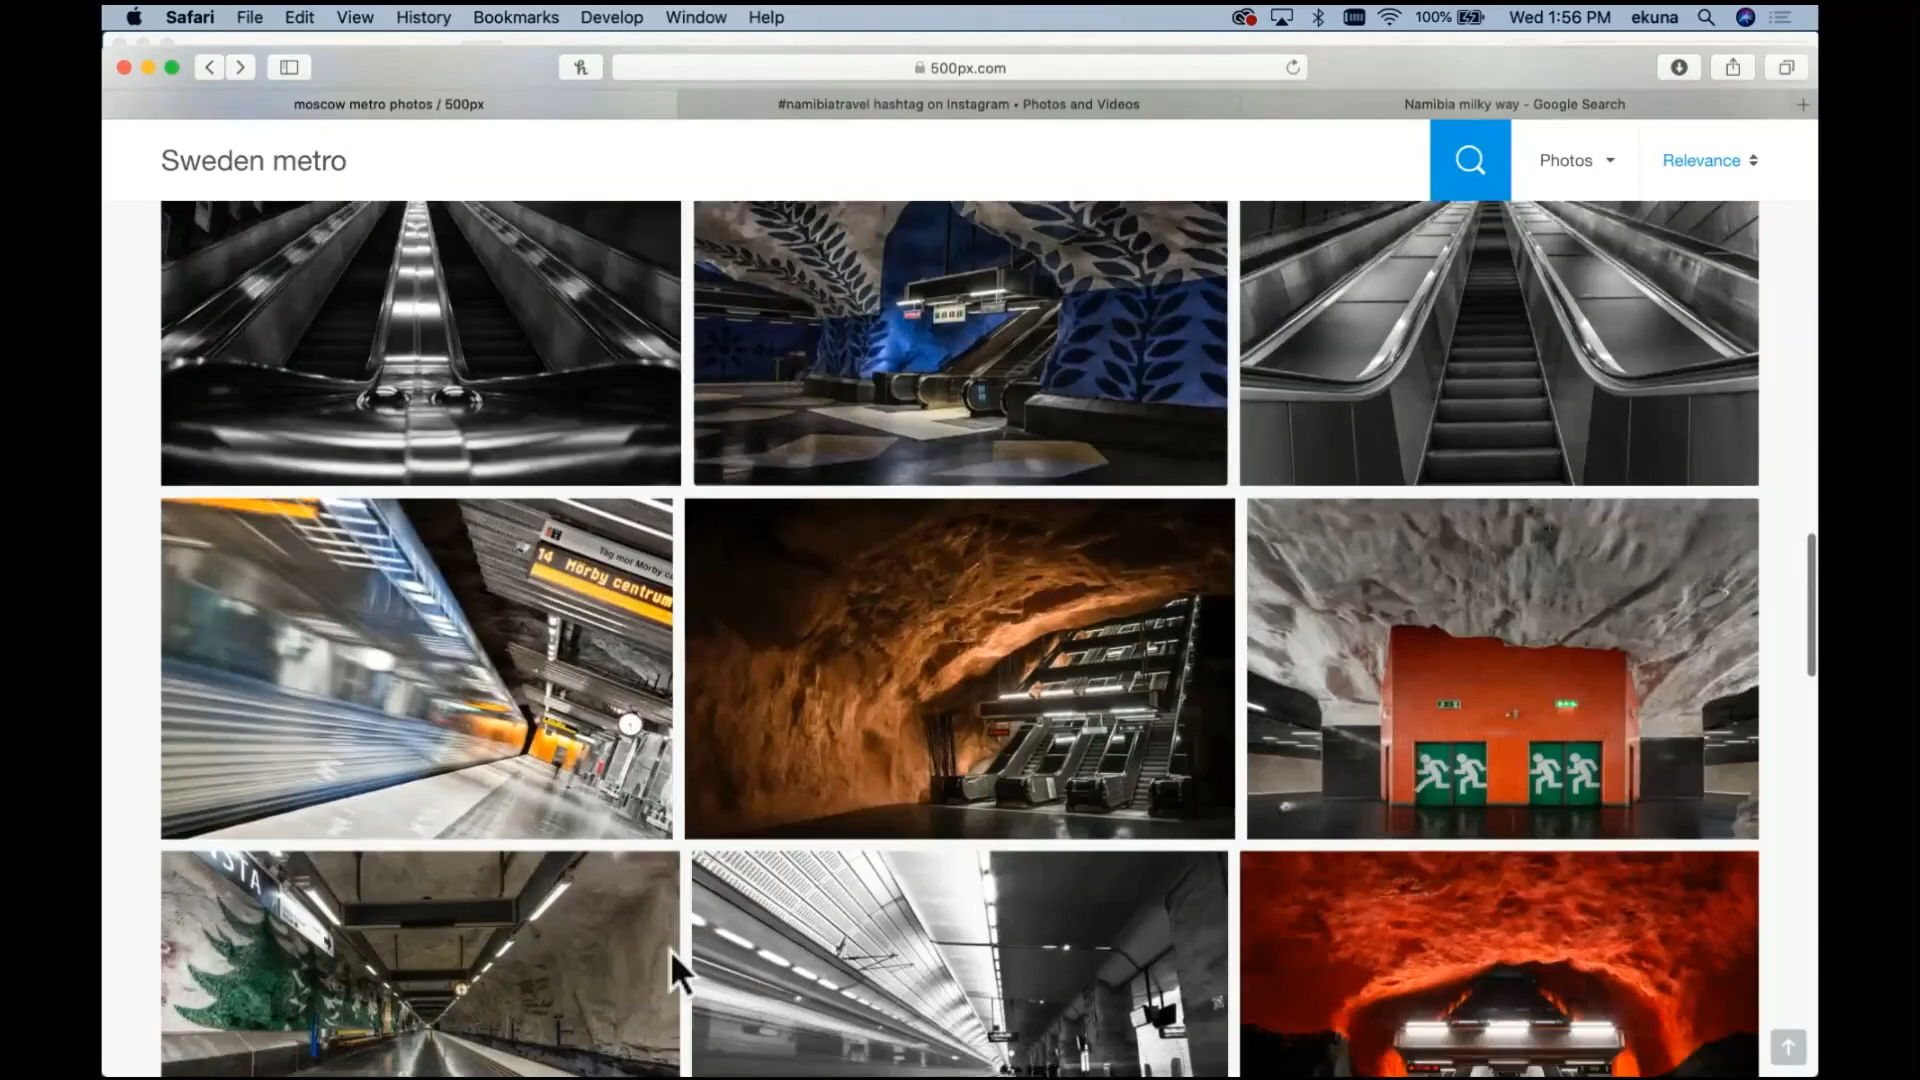 Safari File Edit View History Bookmarks Develop Window Help 100% Wed 1:56 PM ekuna
500px.com
moscow metro photos / 500px #namibiatravel hashtag on Instagram • Photos and Videos Namibia milky way - Google Search
Sweden metro Photos Relevance
Tåg mot Mörby c
14 Mörby centrum
STA